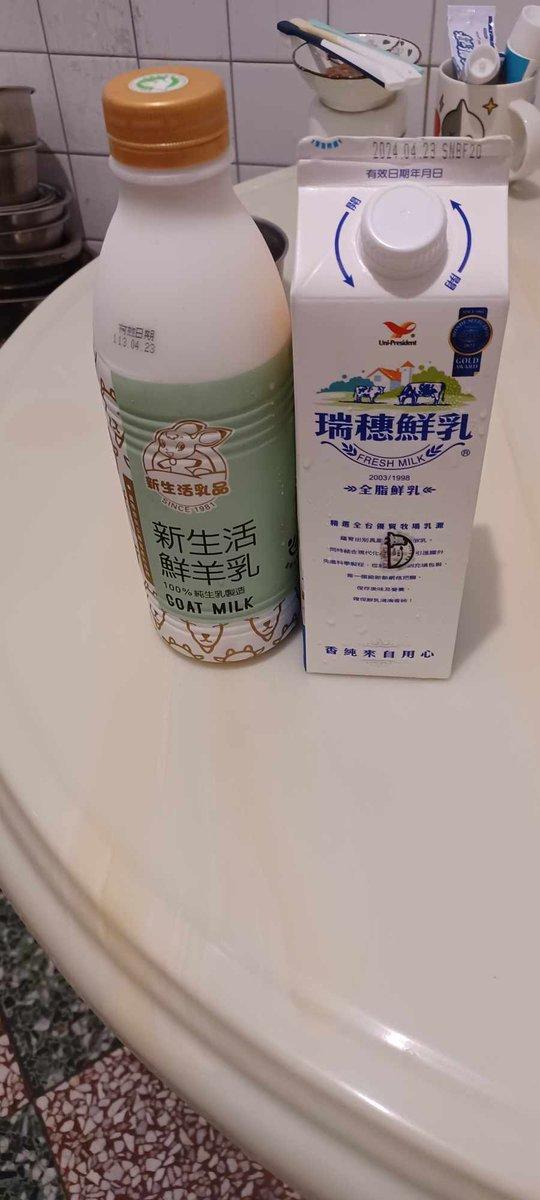 有效日期
113.04.23
新生活乳品
SINCE 1981
新生活
鮮羊乳
100%純生乳製造
GOAT MILK
2024.04.23 SNBF20
有效日期年月日
開
開
Uni-President
GOLD
AWARD
瑞穗鮮乳
FRESH MILK
®
2003/1998
全脂鮮乳
精選全台優質牧場乳源
D
香純來自用心